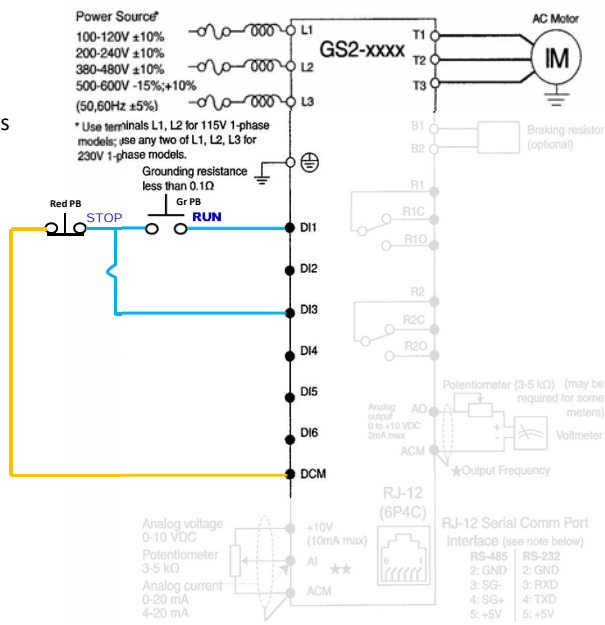 Power Source*
100-120V ±10%
200-240V ±10%
380-480V ±10%
500-600V -15%;+10%
(50,60Hz ±5%)
* Use terminals L1, L2 for 115V 1-phase
models; use any two of L1, L2, L3 for
230V 1-phase models.
S
L1
L2
L3
GS2-xxxx
T1
T2
T3
AC Motor
IM
B1
B2
Braking resistor
(optional)
Grounding resistance
less than 0.1Ω
Red PB
STOP
Gr PB
RUN
DI1
DI2
DI3
DI4
DI5
DI6
DCM
R1
R1C
R1O
R2
R2C
R2O
Potentiometer (3-5 kΩ) (may be
required for some
meters)
Analog
output
0 to +10 VDC
2mA max
AO
ACM
+
-
Voltmeter
★Output Frequency
RJ-12
(6P4C)
6 1
Analog voltage
0-10 VDC
Potentiometer
3-5 kΩ
Analog current
0-20 mA
4-20 mA
+10V
(10mA max)
AI
★★
ACM
RJ-12 Serial Comm Port
Interface (see note below)
RS-485 RS-232
2: GND 2: GND
3: SG- 3: RXD
4: SG+ 4: TXD
5: +5V 5: +5V